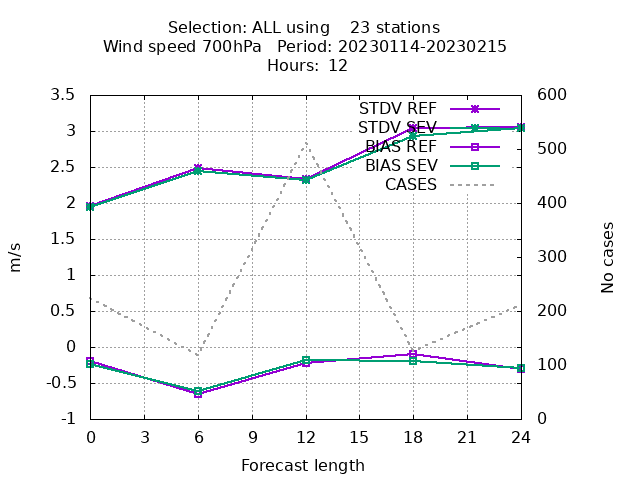 Selection: ALL using    23 stations
Wind speed 700hPa   Period: 20230114-20230215
Hours:  12
3.5
3
2.5
2
1.5
1
0.5
0
-0.5
-1
m/s
600
500
400
300
200
100
0
No cases
STDV REF
STDV SEV
BIAS REF
BIAS SEV
CASES
0 3 6 9 12 15 18 21 24
Forecast length